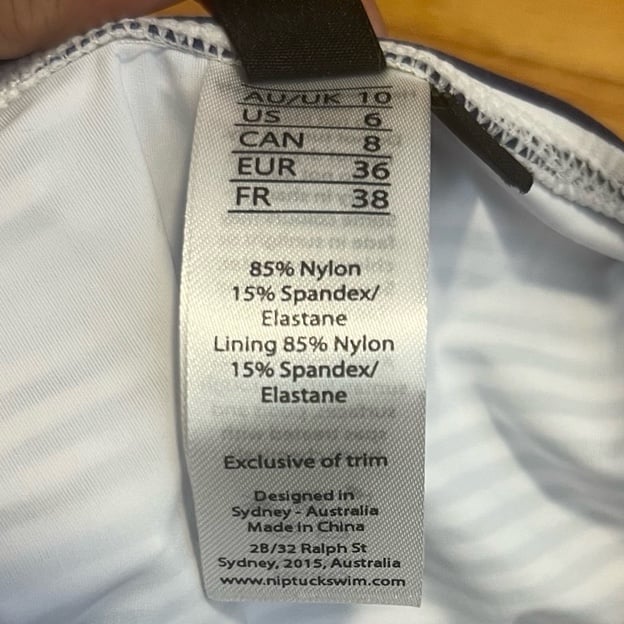 AU/UK 10
US 6
CAN 8
EUR 36
FR 38
85% Nylon
15% Spandex/
Elastane
Lining 85% Nylon
15% Spandex/
Elastane
Exclusive of trim
Designed in
Sydney - Australia
Made in China
2B/32 Ralph St
Sydney, 2015, Australia
www.niptuckswim.com